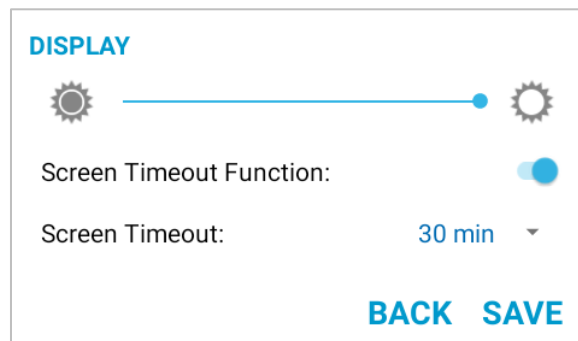 DISPLAY
Screen Timeout Function:
Screen Timeout: 30 min
BACK SAVE